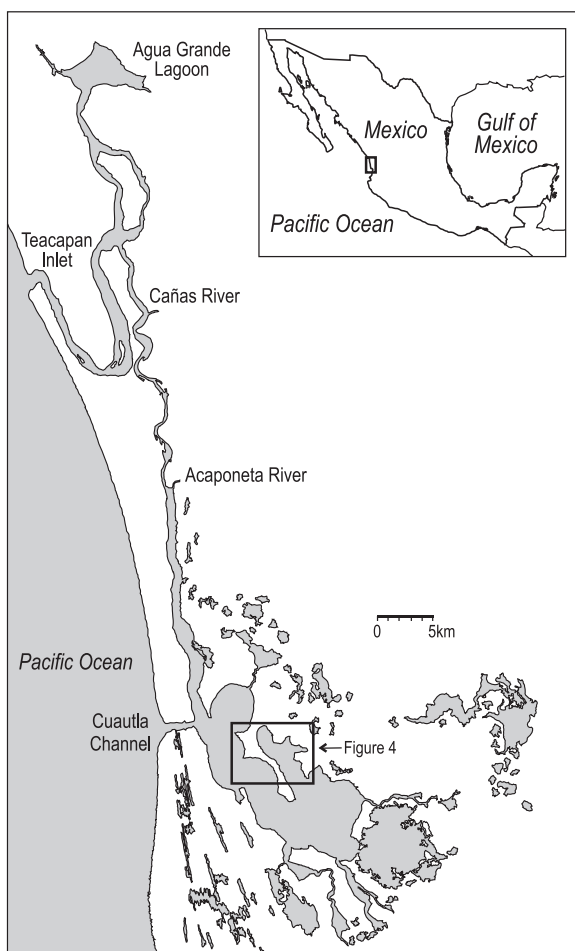 Agua Grande
Lagoon
Mexico
Gulf of
Mexico
Pacific Ocean
Teacapan
Inlet
Cañas River
Acaponeta River
0 5km
Pacific Ocean
Cuautla
Channel
Figure 4